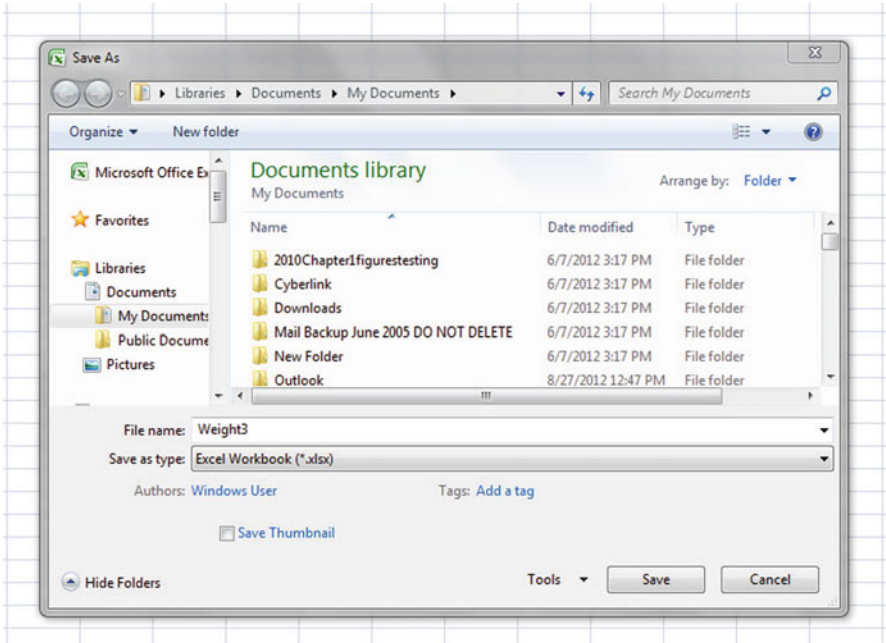 Save As
Libraries Documents My Documents Search My Documents
Organize New folder
Microsoft Office Ex
Favorites
Libraries
Documents
My Documents
Public Docume
Pictures
Documents library
My Documents
Arrange by: Folder
Name Date modified Type
2010Chapter1figurestesting 6/7/2012 3:17 PM File folder
Cyberlink 6/7/2012 3:17 PM File folder
Downloads 6/7/2012 3:17 PM File folder
Mail Backup June 2005 DO NOT DELETE 6/7/2012 3:17 PM File folder
New Folder 6/7/2012 3:17 PM File folder
Outlook 8/27/2012 12:47 PM File folder
File name: Weight3
Save as type: Excel Workbook (*.xlsx)
Authors: Windows User Tags: Add a tag
Save Thumbnail
Hide Folders Tools Save Cancel